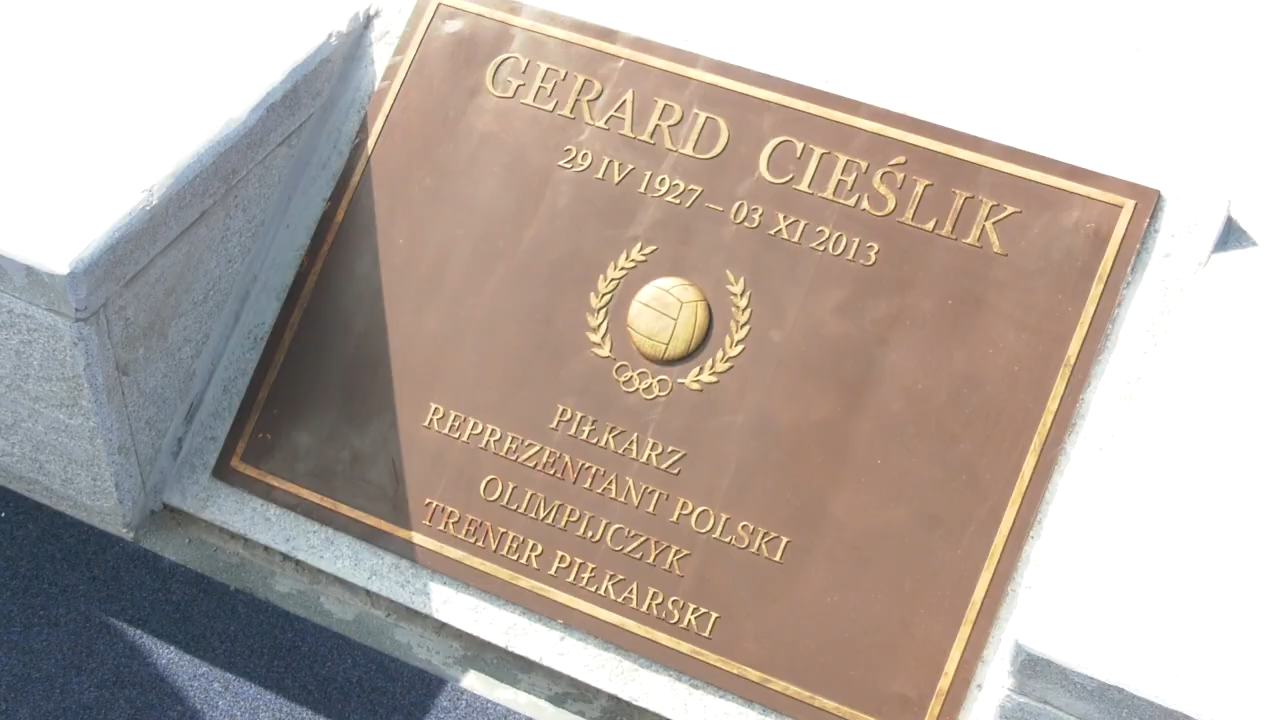 GERARD CIEŚLIK
29 IV 1927 – 03 XI 2013
PIŁKARZ
REPREZENTANT POLSKI
OLIMPIJCZYK
TRENER PIŁKARSKI